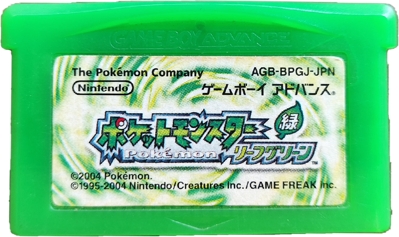 GAME BOY ADVANCE
The Pokémon Company AGB-BPGJ-JPN
Nintendo ゲームボーイ アドバンス®
ポケットモンスター 緑
Pokémon リーフグリーン™
©2004 Pokémon.
©1995-2004 Nintendo/Creatures inc./GAME FREAK inc.